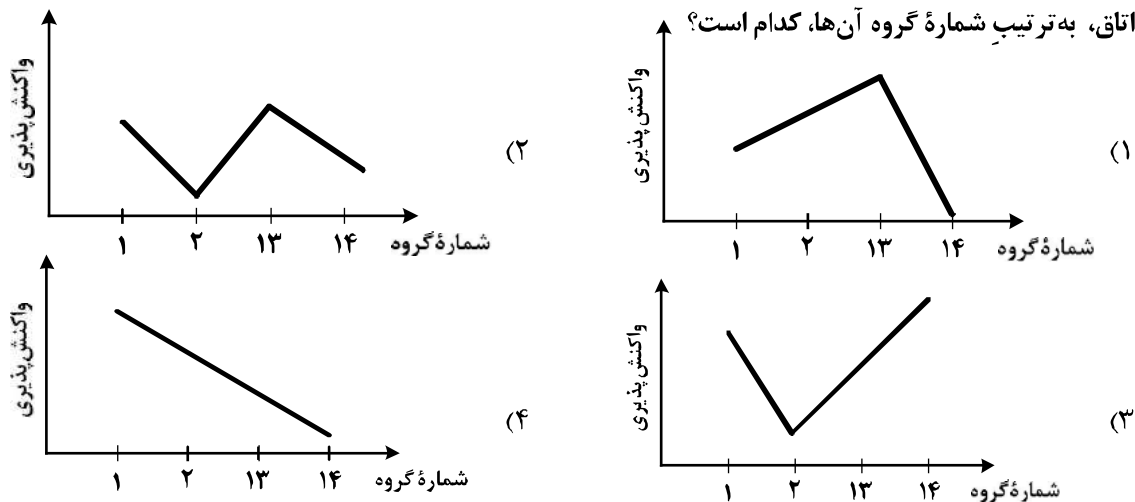 اتاق، به‌ترتیبِ شمارهٔ گروه آن‌ها، کدام است؟
۱)
واکنش‌پذیری
۱ ۲ ۱۳ ۱۴
شمارهٔ گروه
۲)
واکنش‌پذیری
۱ ۲ ۱۳ ۱۴
شمارهٔ گروه
۳)
واکنش‌پذیری
۱ ۲ ۱۳ ۱۴
شمارهٔ گروه
۴)
واکنش‌پذیری
۱ ۲ ۱۳ ۱۴
شمارهٔ گروه